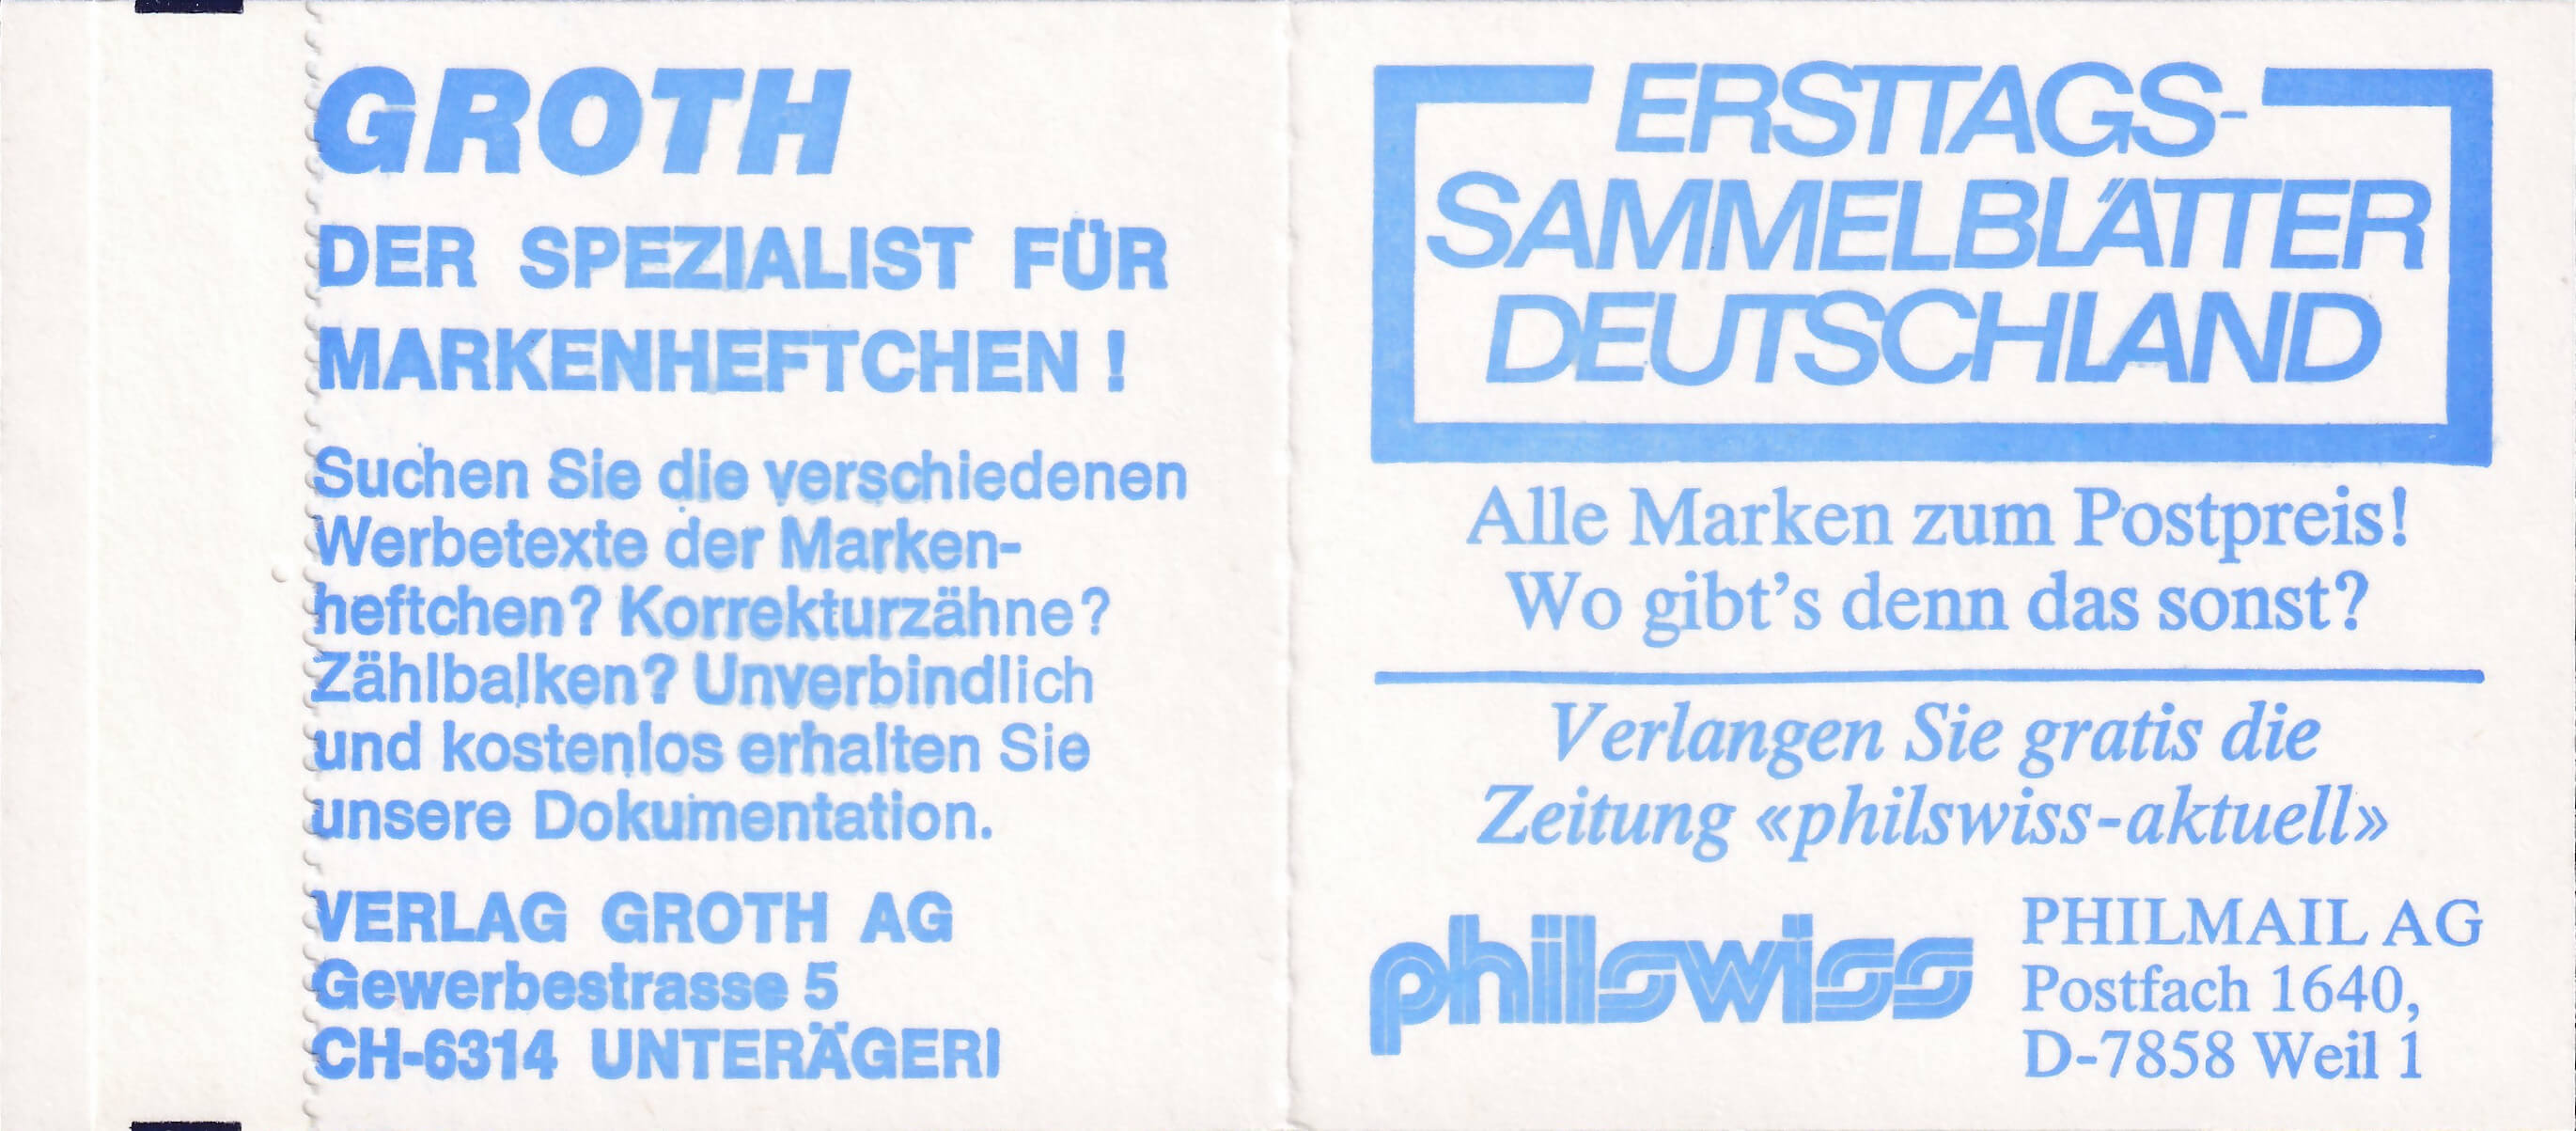 GROTH
DER SPEZIALIST FÜR
MARKENHEFTCHEN !
Suchen Sie die verschiedenen
Werbetexte der Marken-
heftchen? Korrekturzähne?
Zählbalken? Unverbindlich
und kostenlos erhalten Sie
unsere Dokumentation.
VERLAG GROTH AG
Gewerbestrasse 5
CH-6314 UNTERÄGERI
ERSTTAGS-
SAMMELBLÄTTER
DEUTSCHLAND
Alle Marken zum Postpreis!
Wo gibt's denn das sonst?
Verlangen Sie gratis die
Zeitung «philswiss-aktuell»
philswiss
PHILMAIL AG
Postfach 1640,
D-7858 Weil 1